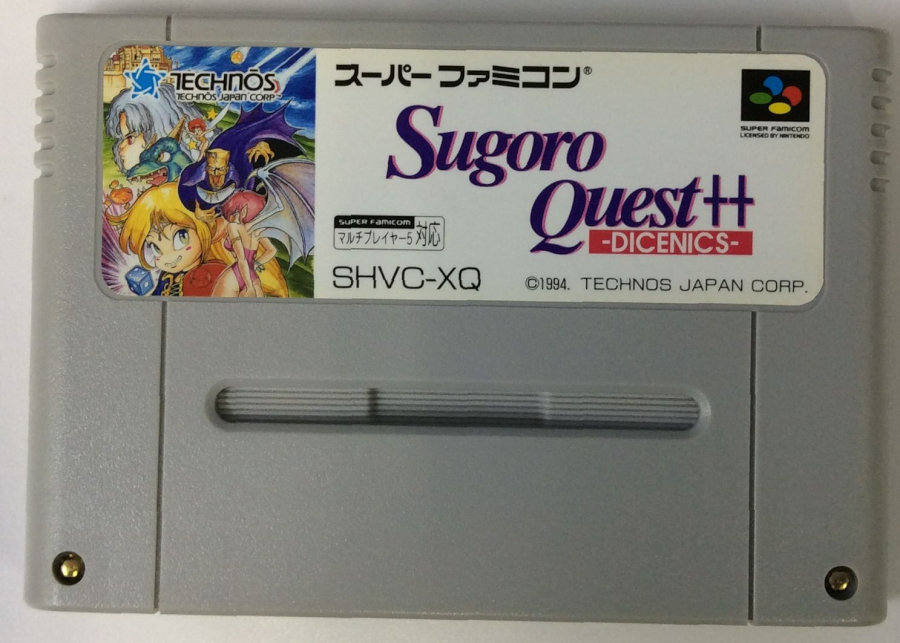 TECHNŌS
TECHNŌS JAPAN CORP.
スーパーファミコン®
SUPER FAMICOM
LICENSED BY NINTENDO
Sugoro
Quest++
-DICENICS-
SUPER FAMICOM
マルチプレイヤー5 対応
SHVC-XQ
©1994. TECHNOS JAPAN CORP.